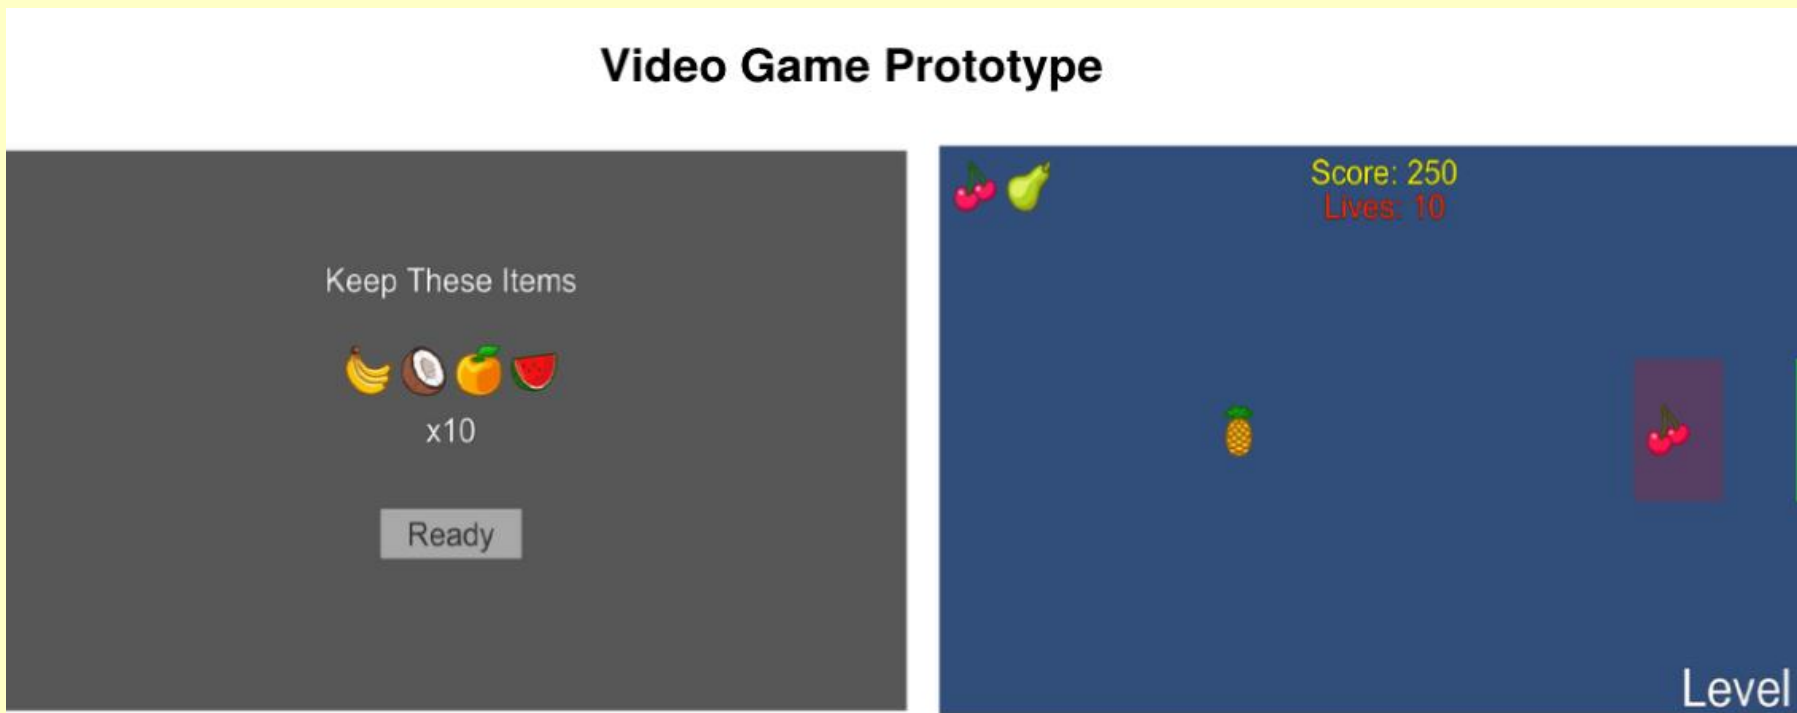 Video Game Prototype
Keep These Items
x10
Ready
Score: 250
Lives: 10
Level